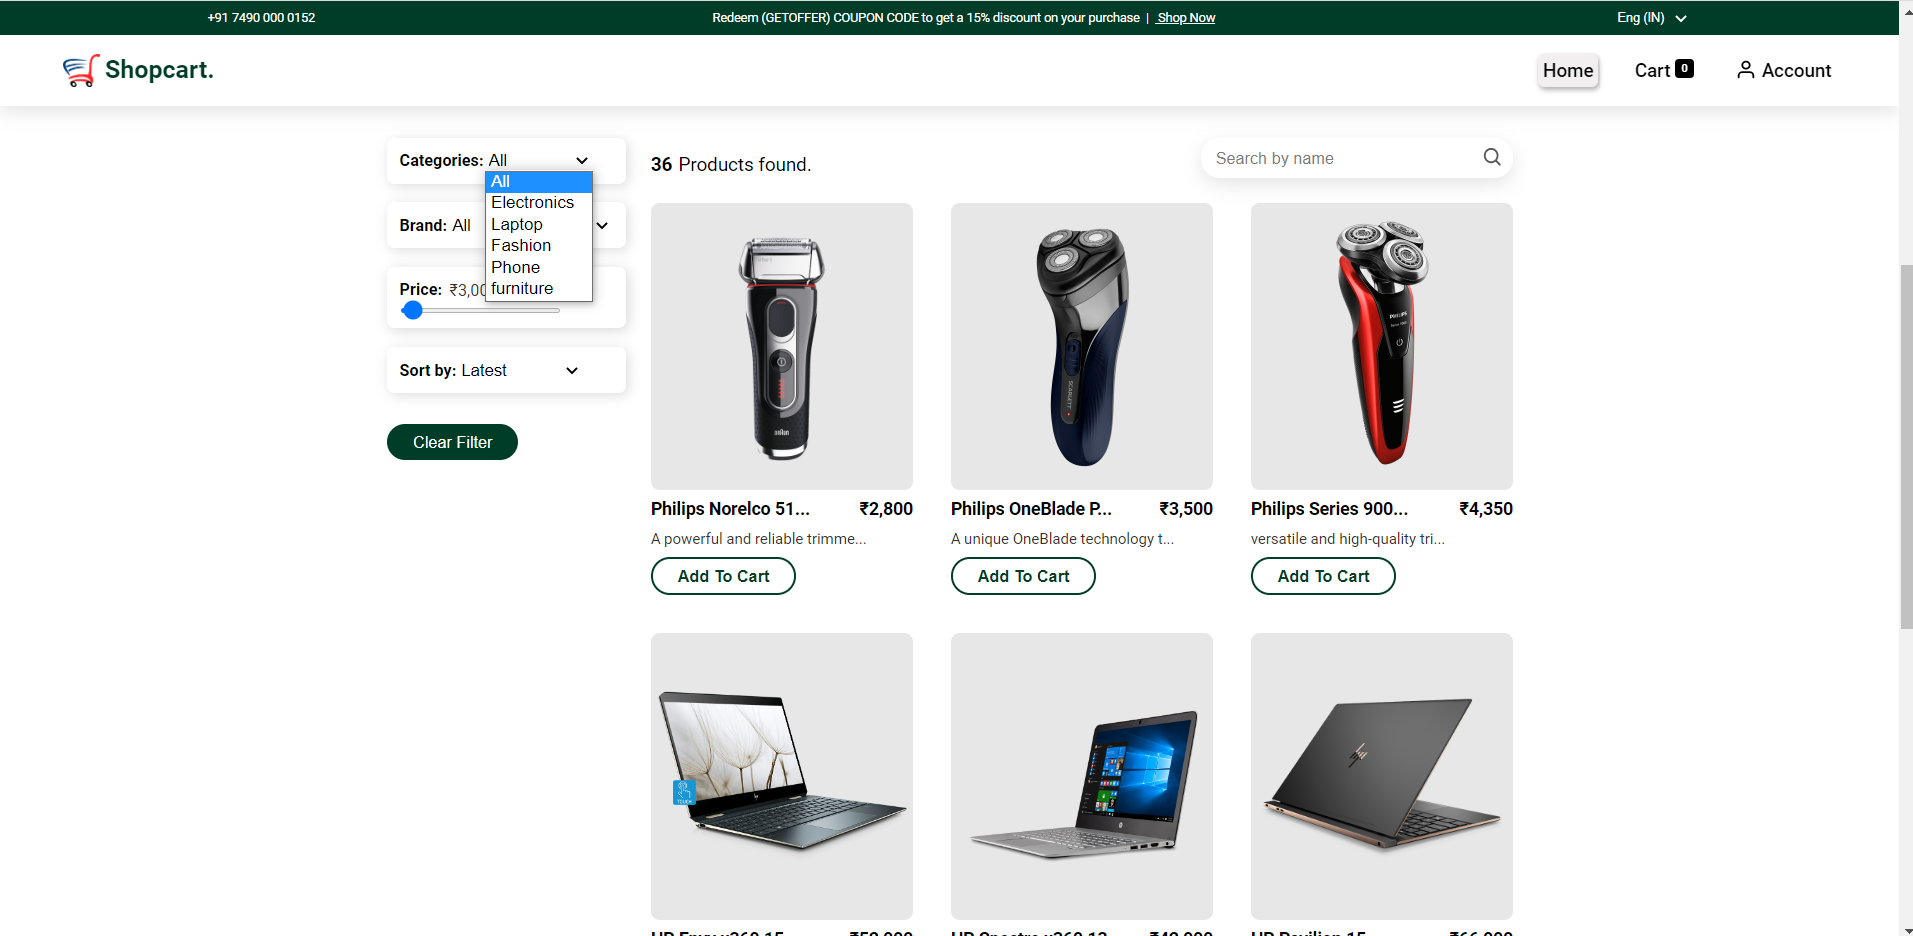 +91 7490 000 0152
Redeem (GETOFFER) COUPON CODE to get a 15% discount on your purchase | Shop Now
Eng (IN)
Shopcart.
Home
Cart 0
Account
Categories: All
All
Electronics
Laptop
Fashion
Phone
furniture
Brand: All
Price: ₹3,00
Sort by: Latest
Clear Filter
36 Products found.
Search by name
Philips Norelco 51... ₹2,800
A powerful and reliable trimme...
Add To Cart
Philips OneBlade P... ₹3,500
A unique OneBlade technology t...
Add To Cart
Philips Series 900... ₹4,350
versatile and high-quality tri...
Add To Cart
PHILIPS
SCARLETT
BRAUN
TOUCH